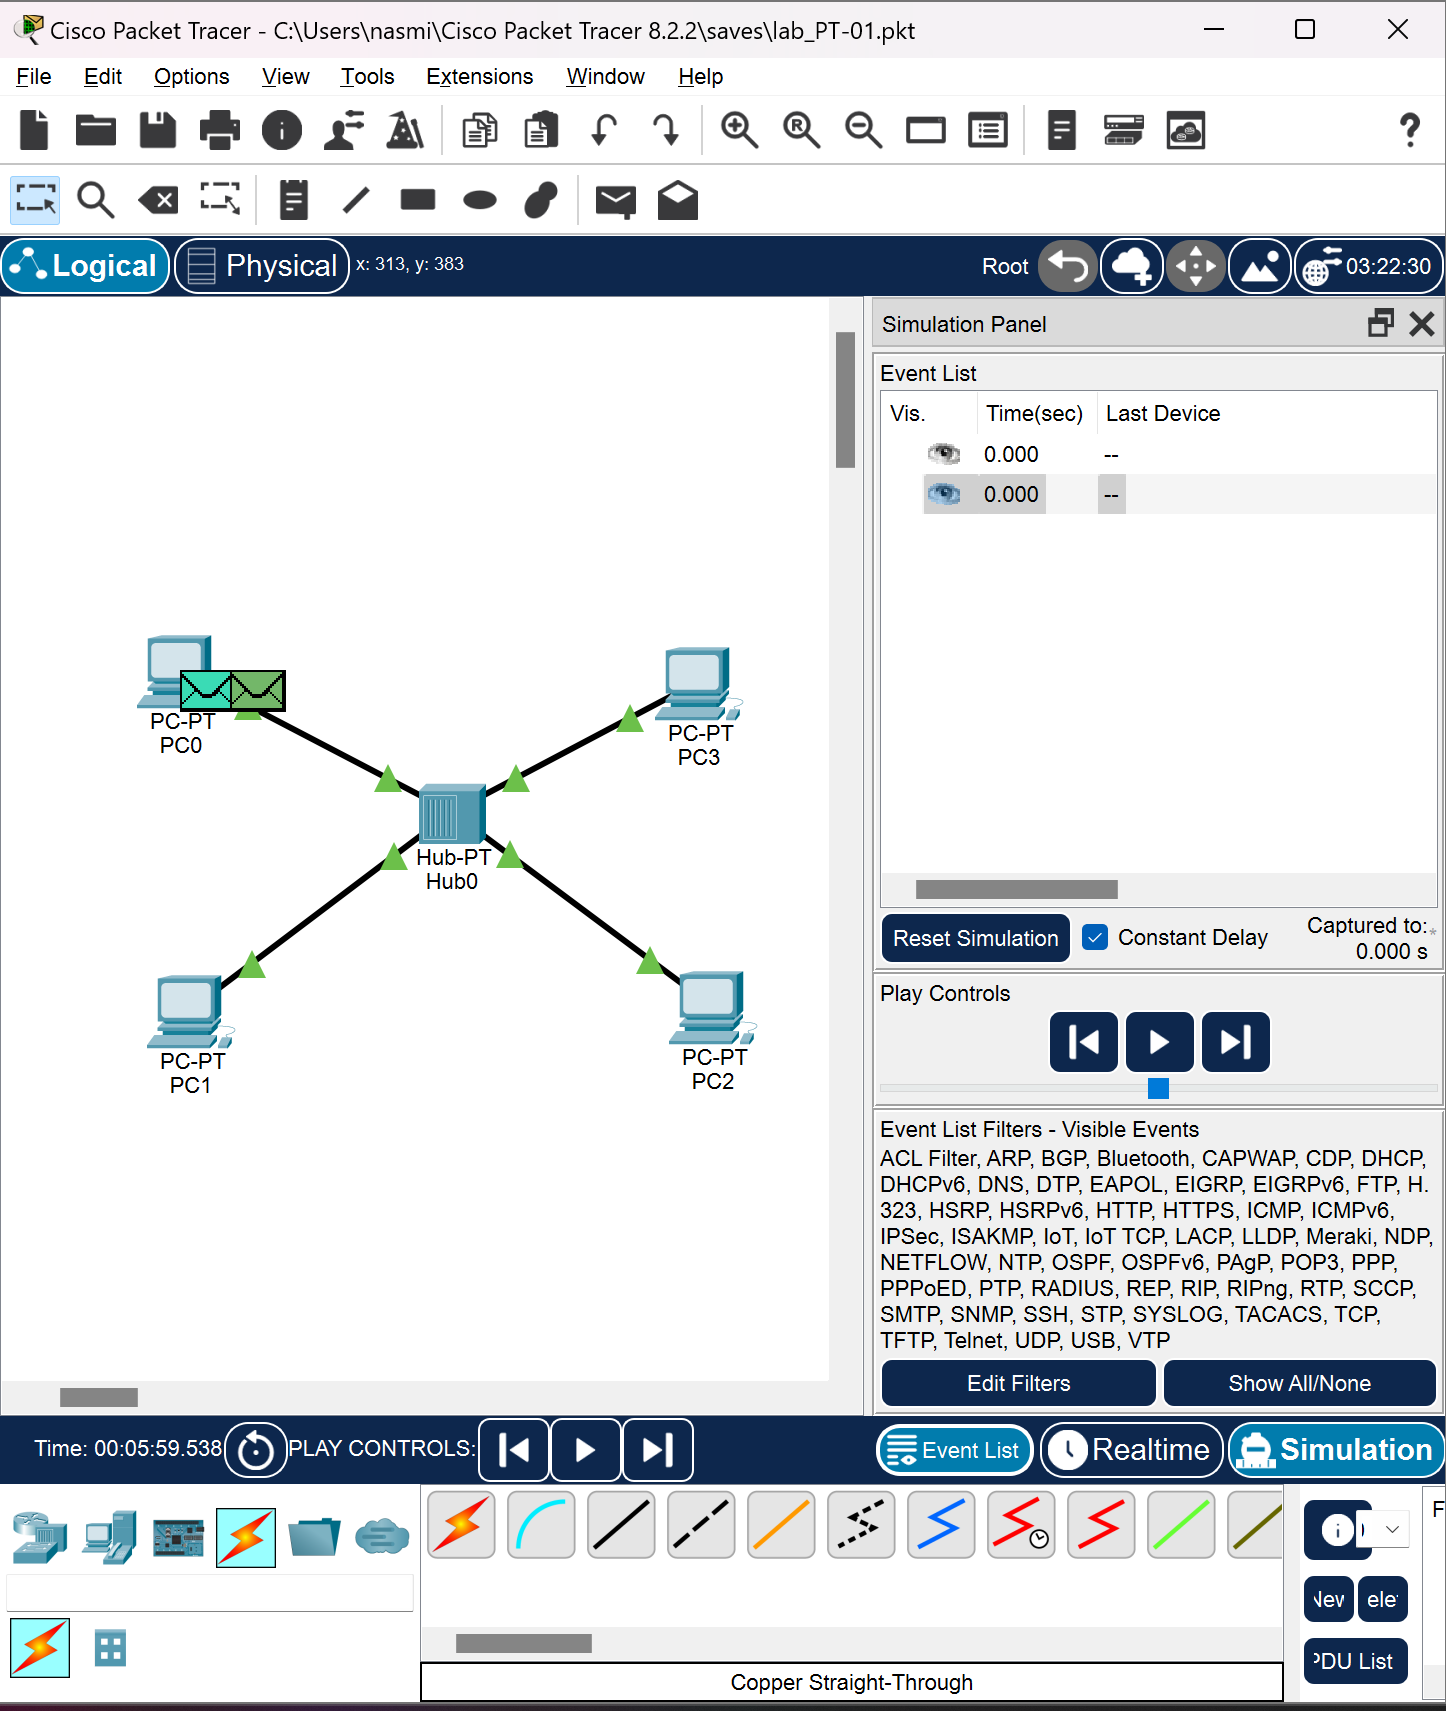 Cisco Packet Tracer - C:\Users\nasmi\Cisco Packet Tracer 8.2.2\saves\lab_PT-01.pkt
File Edit Options View Tools Extensions Window Help
Logical Physical x: 313, y: 383 Root 03:22:30
Simulation Panel
Event List
Vis. Time(sec) Last Device
0.000 --
0.000 --
PC-PT
PC0
PC-PT
PC3
Hub-PT
Hub0
PC-PT
PC1
PC-PT
PC2
Reset Simulation Constant Delay Captured to:*
0.000 s
Play Controls
Event List Filters - Visible Events
ACL Filter, ARP, BGP, Bluetooth, CAPWAP, CDP, DHCP,
DHCPv6, DNS, DTP, EAPOL, EIGRP, EIGRPv6, FTP, H.
323, HSRP, HSRPv6, HTTP, HTTPS, ICMP, ICMPv6,
IPSec, ISAKMP, IoT, IoT TCP, LACP, LLDP, Meraki, NDP,
NETFLOW, NTP, OSPF, OSPFv6, PAgP, POP3, PPP,
PPPoED, PTP, RADIUS, REP, RIP, RIPng, RTP, SCCP,
SMTP, SNMP, SSH, STP, SYSLOG, TACACS, TCP,
TFTP, Telnet, UDP, USB, VTP
Edit Filters Show All/None
Time: 00:05:59.538 PLAY CONTROLS: Event List Realtime Simulation
F
New ele
PDU List
Copper Straight-Through